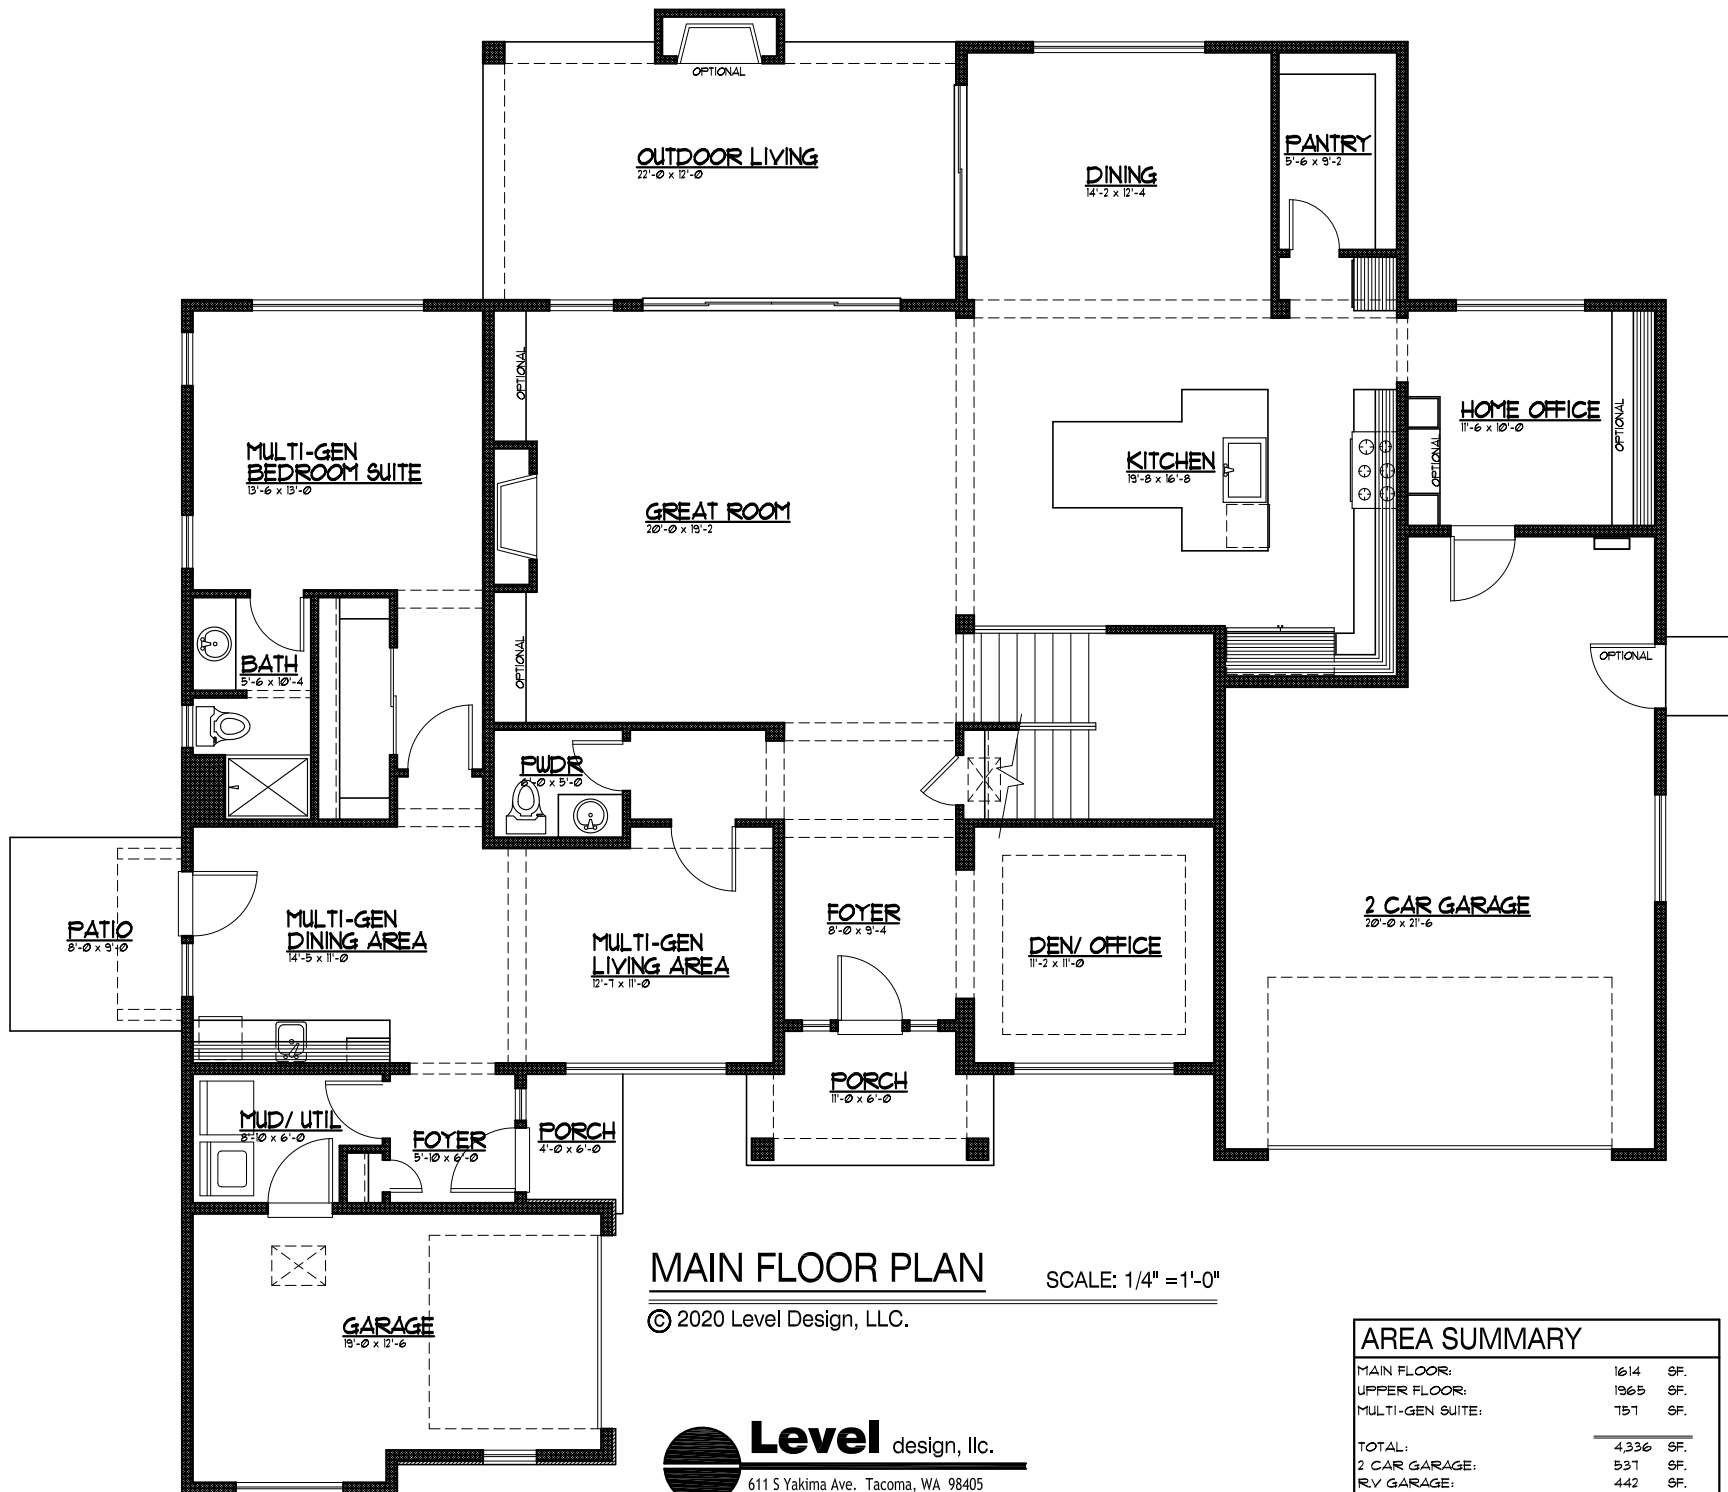 OPTIONAL
OUTDOOR LIVING
22'-0 x 12'-0
DINING
14'-2 x 12'-4
PANTRY
5'-6 x 9'-2
OPTIONAL
MULTI-GEN
BEDROOM SUITE
13'-6 x 13'-0
GREAT ROOM
20'-0 x 19'-2
KITCHEN
19'-8 x 16'-8
HOME OFFICE
11'-6 x 10'-0
OPTIONAL
OPTIONAL
BATH
5'-6 x 10'-4
OPTIONAL
OPTIONAL
PWDR
6'-0 x 5'-0
PATIO
8'-0 x 9'-0
MULTI-GEN
DINING AREA
14'-5 x 11'-0
MULTI-GEN
LIVING AREA
12'-7 x 11'-0
FOYER
8'-0 x 9'-4
DEN/ OFFICE
11'-2 x 11'-0
2 CAR GARAGE
20'-0 x 21'-6
MUD/ UTIL
8'-10 x 6'-0
FOYER
5'-10 x 6'-0
PORCH
4'-0 x 6'-0
PORCH
11'-0 x 6'-0
GARAGE
19'-0 x 12'-6
MAIN FLOOR PLAN SCALE: 1/4" =1'-0"
© 2020 Level Design, LLC.
Level design, llc.
611 S Yakima Ave. Tacoma, WA 98405
AREA SUMMARY
MAIN FLOOR: 1614 SF.
UPPER FLOOR: 1965 SF.
MULTI-GEN SUITE: 757 SF.
TOTAL: 4,336 SF.
2 CAR GARAGE: 537 SF.
RV GARAGE: 442 SF.